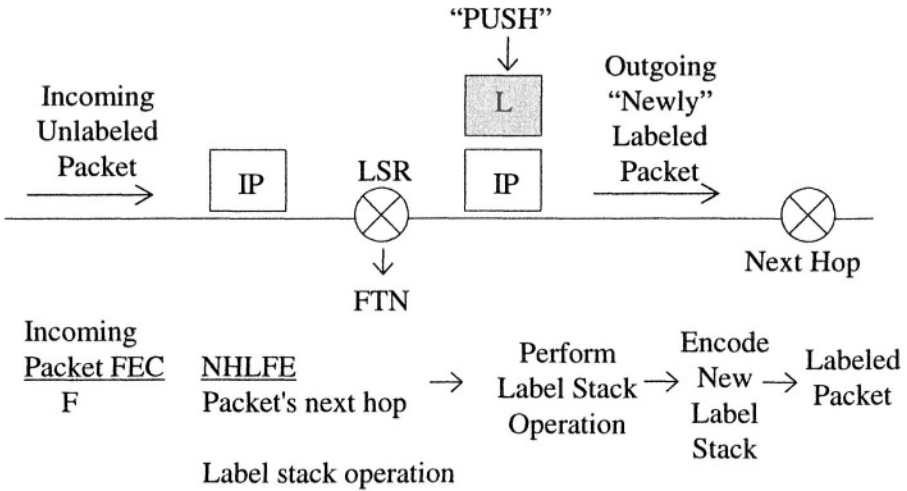 “PUSH”
Incoming
Unlabeled
Packet
IP
LSR
L
IP
Outgoing
“Newly”
Labeled
Packet
Next Hop
FTN
Incoming
Packet FEC
F
NHLFE
Packet's next hop
Label stack operation
Perform
Label Stack
Operation
Encode
New
Label
Stack
Labeled
Packet